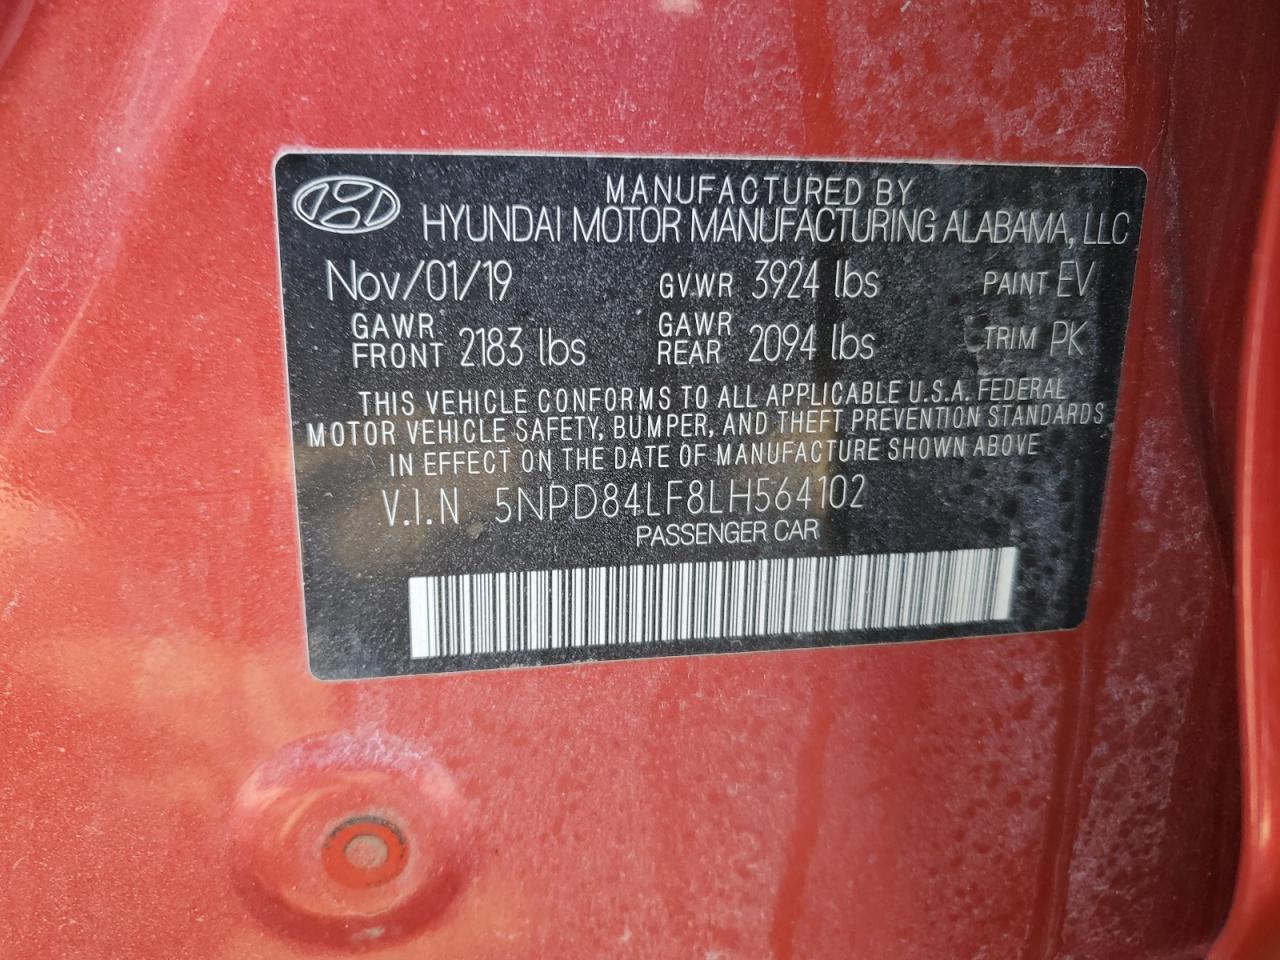 MANUFACTURED BY
HYUNDAI MOTOR MANUFACTURING ALABAMA, LLC
Nov/01/19 GVWR 3924 lbs PAINT EV
GAWR FRONT 2183 lbs GAWR REAR 2094 lbs TRIM PK
THIS VEHICLE CONFORMS TO ALL APPLICABLE U.S.A. FEDERAL
MOTOR VEHICLE SAFETY, BUMPER, AND THEFT PREVENTION STANDARDS
IN EFFECT ON THE DATE OF MANUFACTURE SHOWN ABOVE
V.I.N 5NPD84LF8LH564102
PASSENGER CAR